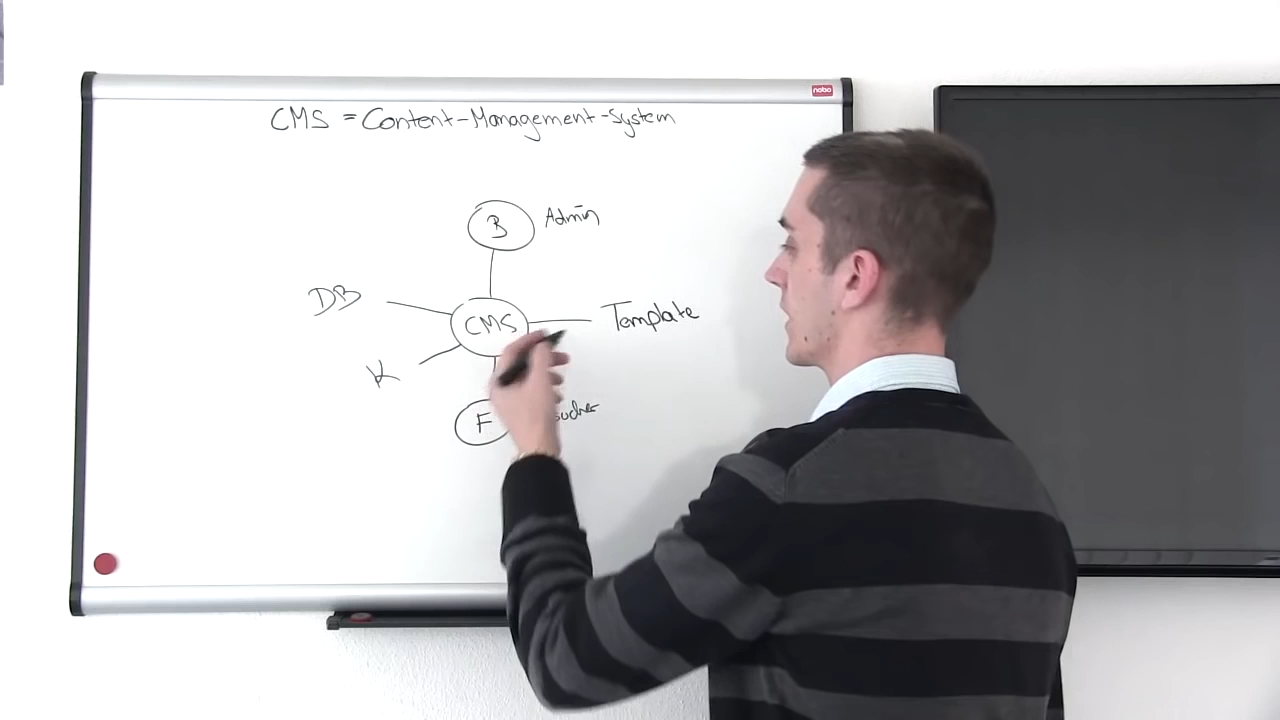 nobo
CMS = Content-Management-System
B Admin
DB
CMS
Template
K
F